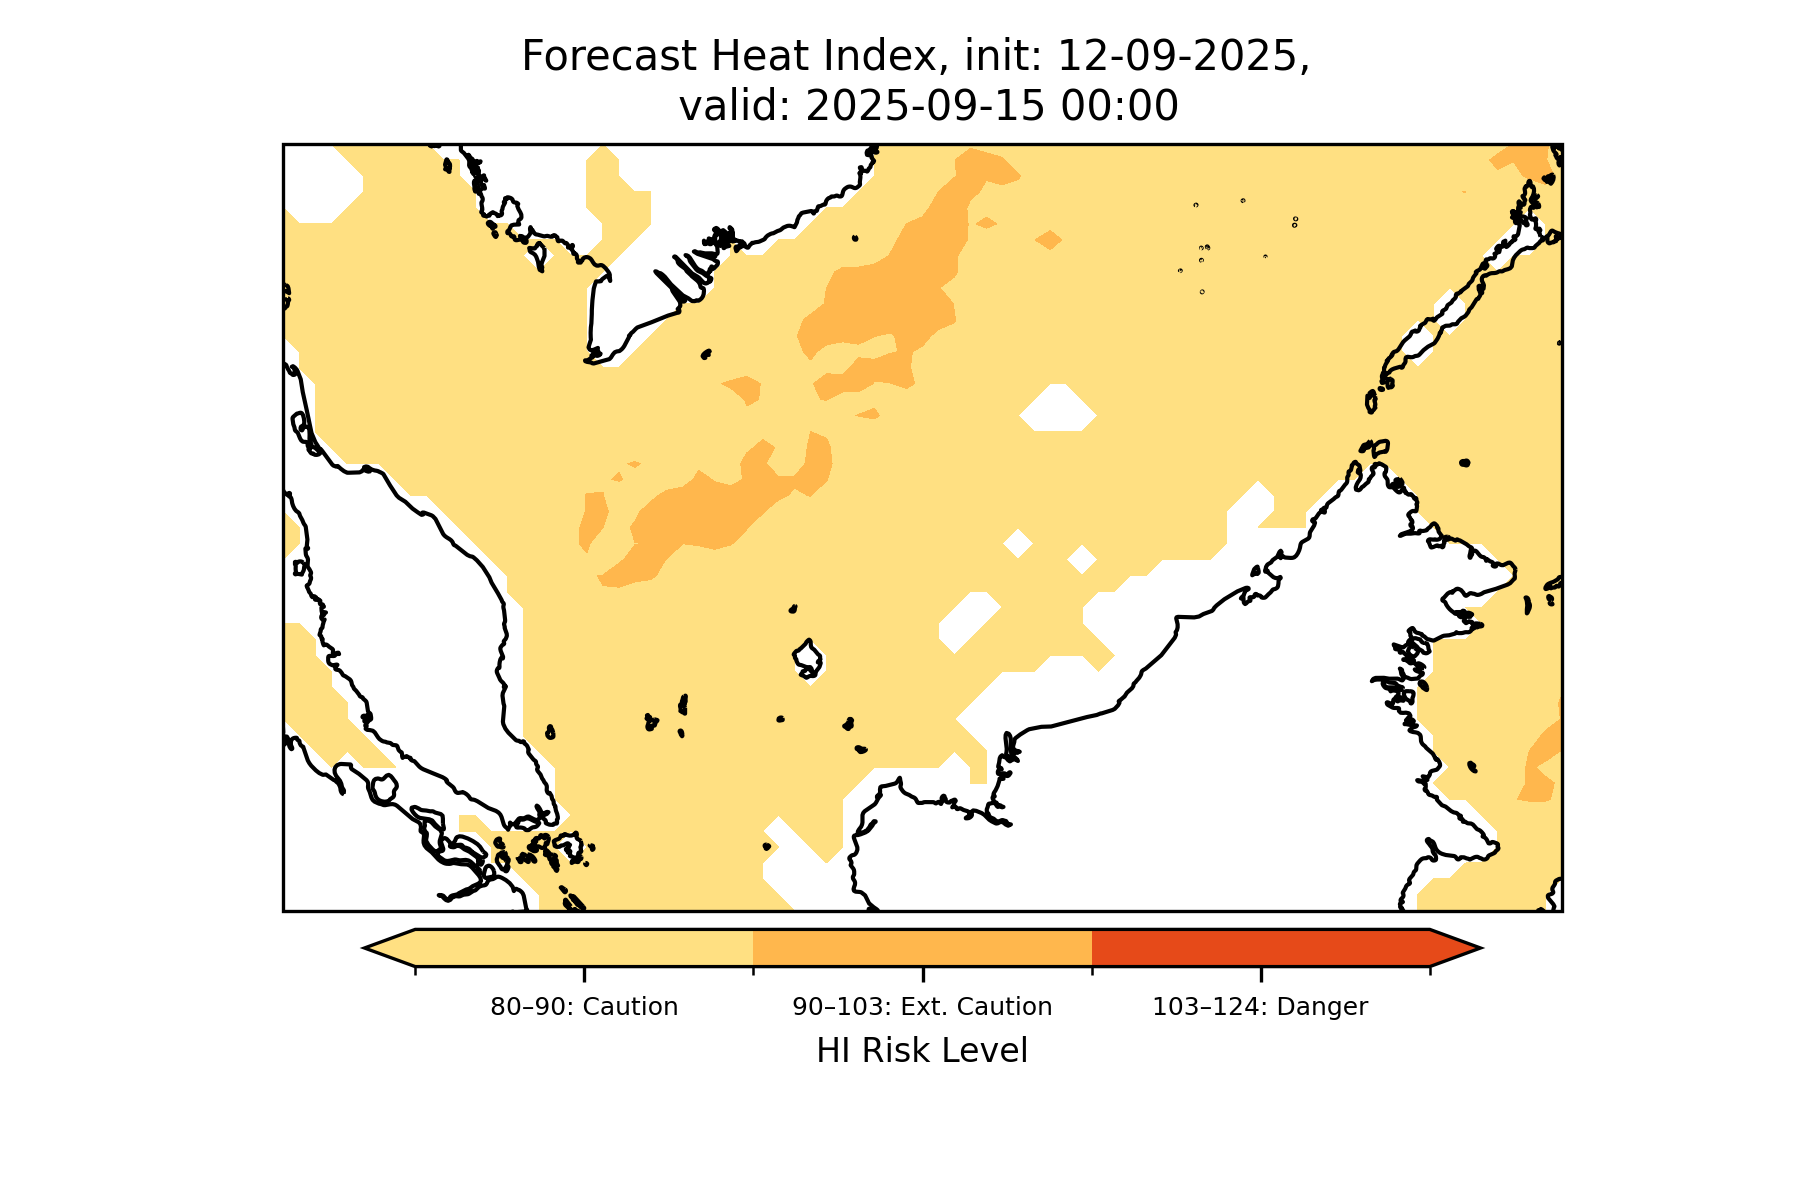 Forecast Heat Index, init: 12-09-2025,
valid: 2025-09-15 00:00
80–90: Caution
90–103: Ext. Caution
103–124: Danger
HI Risk Level